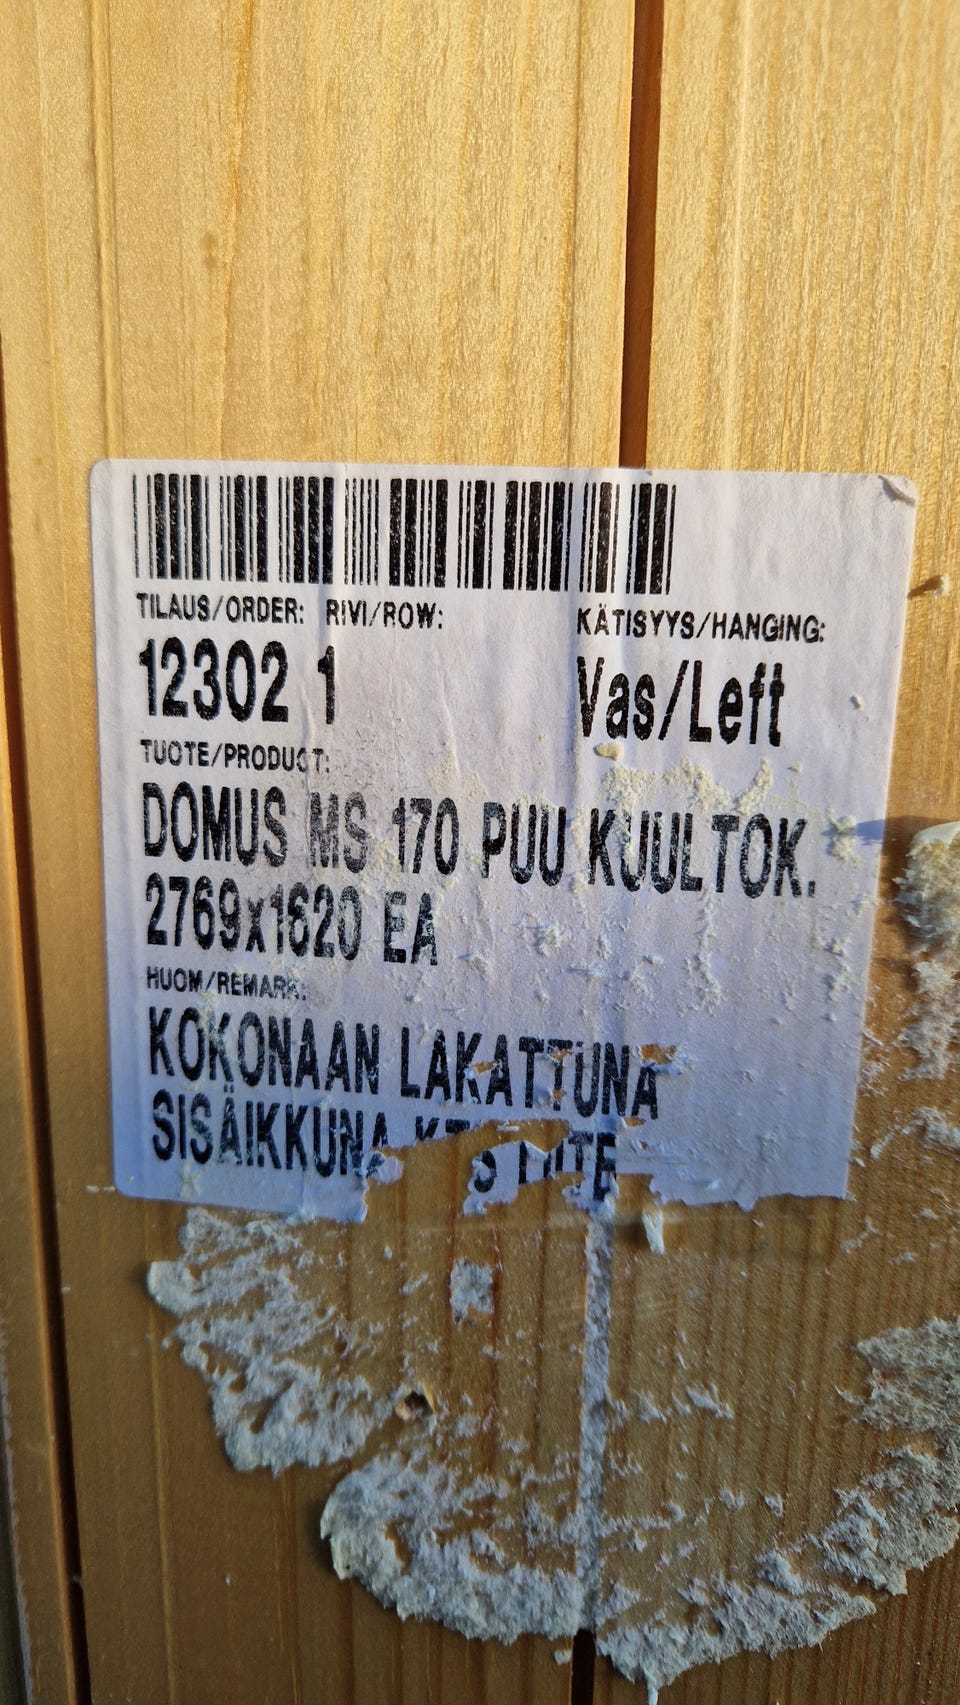 TILAUS/ORDER: RIVI/ROW: KÄTISYYS/HANGING:
12302 1 Vas/Left
TUOTE/PRODUCT:
DOMUS MS 170 PUU KUULTOK.
2769x1620 EA
HUOM/REMARK:
KOKONAAN LAKATTUNA
SISÄIKKUNA